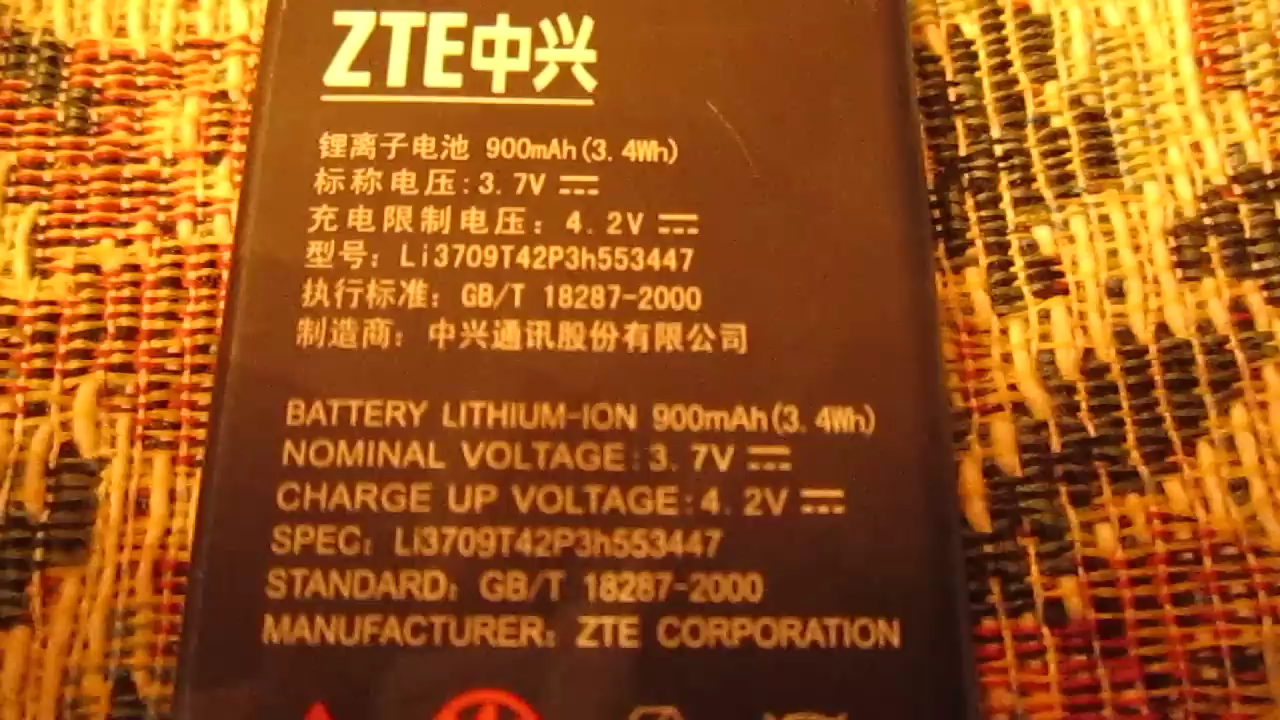 ZTE中兴
锂离子电池 900mAh(3.4Wh)
标称电压:3.7V ⎓
充电限制电压: 4.2V ⎓
型号: Li3709T42P3h553447
执行标准: GB/T 18287-2000
制造商: 中兴通讯股份有限公司
BATTERY LITHIUM-ION 900mAh(3.4Wh)
NOMINAL VOLTAGE:3.7V ⎓
CHARGE UP VOLTAGE:4.2V ⎓
SPEC: Li3709T42P3h553447
STANDARD: GB/T 18287-2000
MANUFACTURER: ZTE CORPORATION